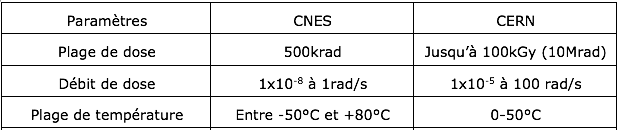 Paramètres CNES CERN
Plage de dose 500krad Jusqu’à 100kGy (10Mrad)
Débit de dose 1x10⁻⁸ à 1rad/s 1x10⁻⁵ à 100 rad/s
Plage de température Entre -50°C et +80°C 0-50°C